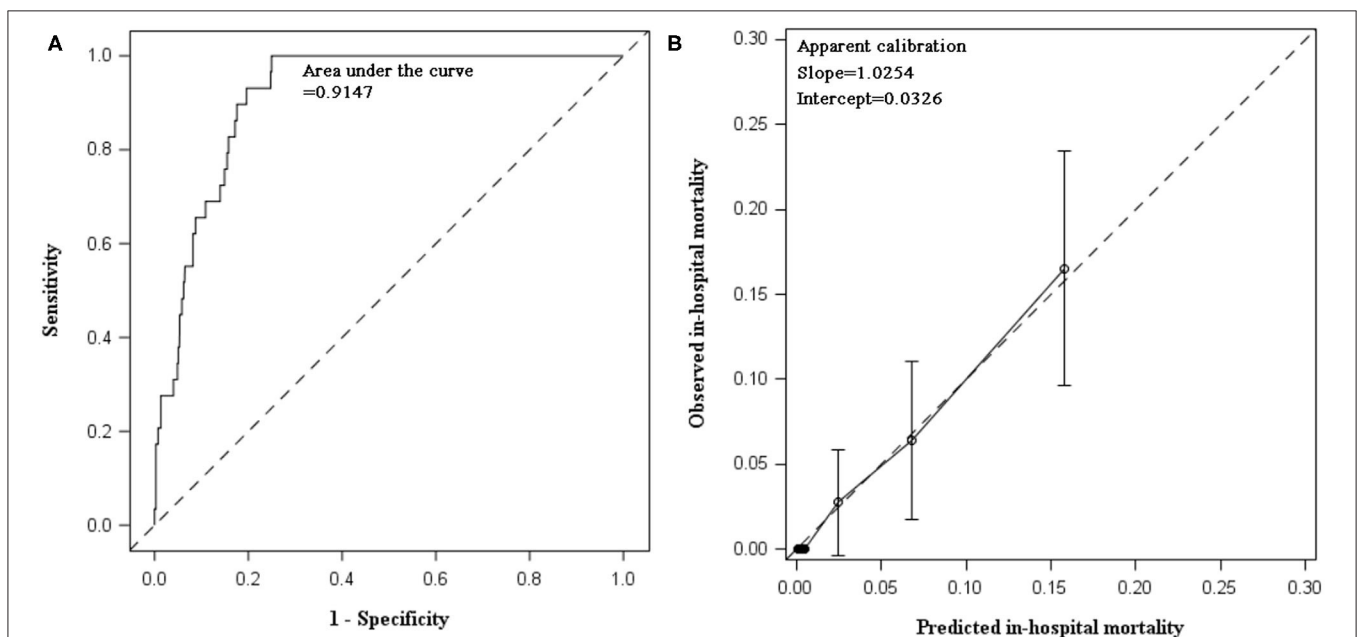 A
1.0
0.8
0.6
0.4
0.2
0.0
Sensitivity
Area under the curve
=0.9147
0.0 0.2 0.4 0.6 0.8 1.0
1 - Specificity
B
0.30
0.25
0.20
0.15
0.10
0.05
0.00
Observed in-hospital mortality
Apparent calibration
Slope=1.0254
Intercept=0.0326
0.00 0.05 0.10 0.15 0.20 0.25 0.30
Predicted in-hospital mortality